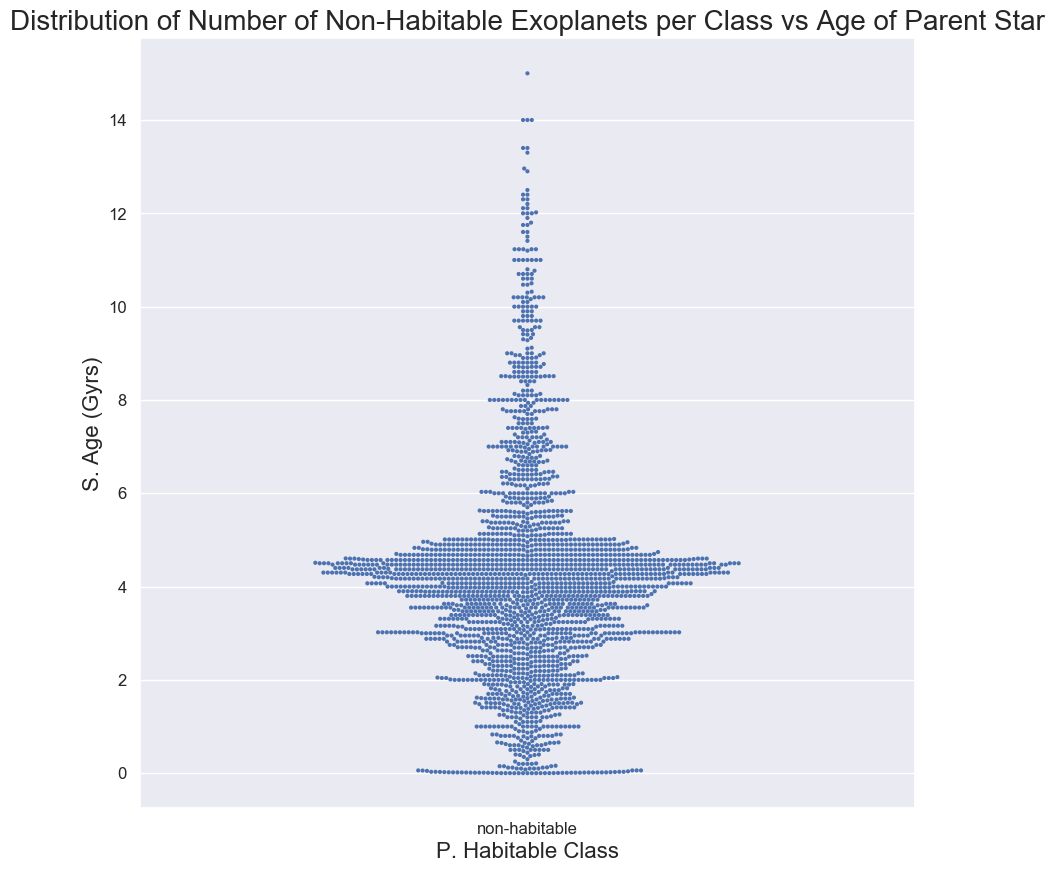 Distribution of Number of Non-Habitable Exoplanets per Class vs Age of Parent Star
14
12
10
8
6
4
2
0
S. Age (Gyrs)
non-habitable
P. Habitable Class